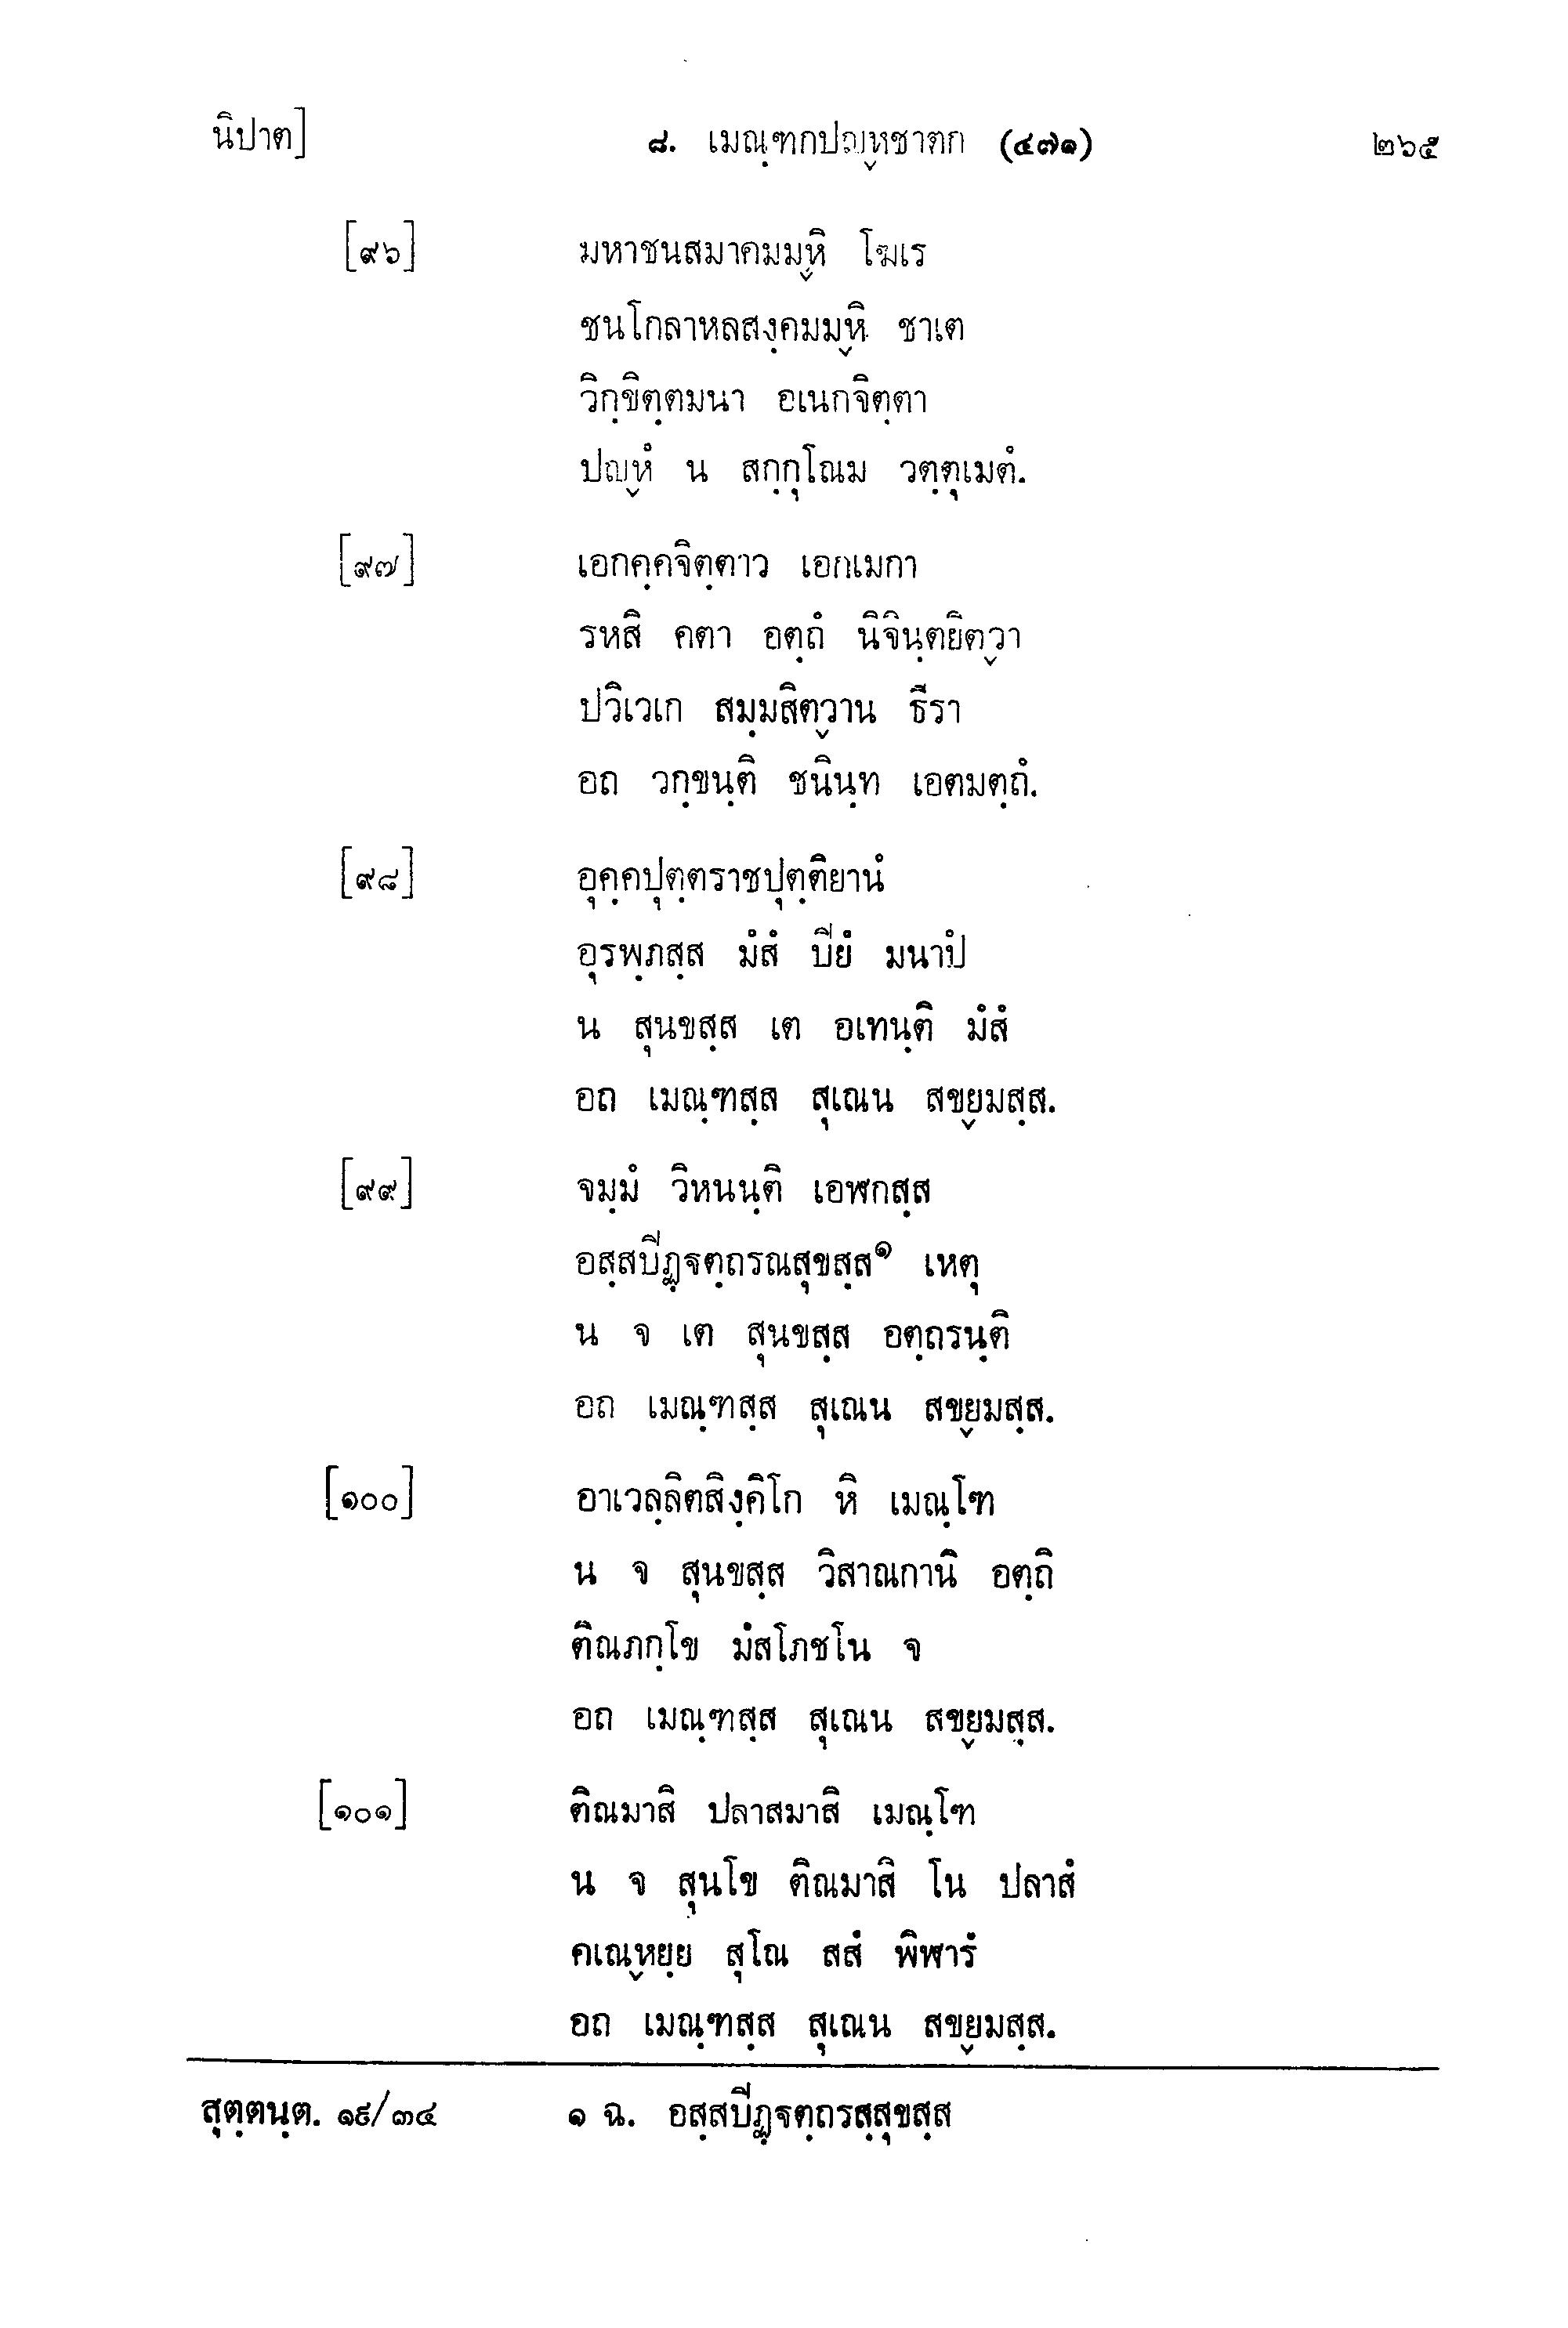 นิปาต] ๘. เมณฺฑกปญฺหชาตก (๔๗๑) ๒๖๕
[๙๖] มหาชนสมาคมมฺหิ โฆเร
ชนโกลาหลสงฺคมมฺหิ ชาเต
วิกฺขิตฺตมนา อเนกจิตฺตา
ปญฺหํ น สกฺกุโณม วตฺตุเมตํ.
[๙๗] เอกคฺคจิตฺตาว เอกเมกา
รหสิ คตา อตฺถํ นิจินฺตยิตฺวา
ปวิเวเก สมฺมสิตฺวาน ธีรา
อถ วกฺขนฺติ ชนินฺท เอตมตฺถํ.
[๙๘] อุคฺคปุตฺตราชปุตฺติยานํ
อุรพฺภสฺส มํสํ ปิยํ มนาปํ
น สุนขสฺส เต อเทนฺติ มํสํ
อถ เมณฺฑสฺส สุเณน สขฺยมสฺส.
[๙๙] จมฺมํ วิหนนฺติ เอฬกสฺส
อสฺสปิฏฺฐตฺถรณสุขสฺส๑ เหตุ
น จ เต สุนขสฺส อตฺถรนฺติ
อถ เมณฺฑสฺส สุเณน สขฺยมสฺส.
[๑๐๐] อาเวลฺลิตสิงฺคิโก หิ เมณฺโฑ
น จ สุนขสฺส วิสาณกานิ อตฺถิ
ติณภกฺโข มํสโภชโน จ
อถ เมณฺฑสฺส สุเณน สขฺยมสฺส.
[๑๐๑] ติณมาสิ ปลาสมาสิ เมณฺโฑ
น จ สุนโข ติณมาสิ โน ปลาสํ
คเณฺหยฺย สุโณ สสํ พิฬารํ
อถ เมณฺฑสฺส สุเณน สขฺยมสฺส.
สุตฺตนฺต. ๑๙/๓๔ ๑ ฉ. อสฺสปิฏฺฐตฺถรสฺสุขสฺส